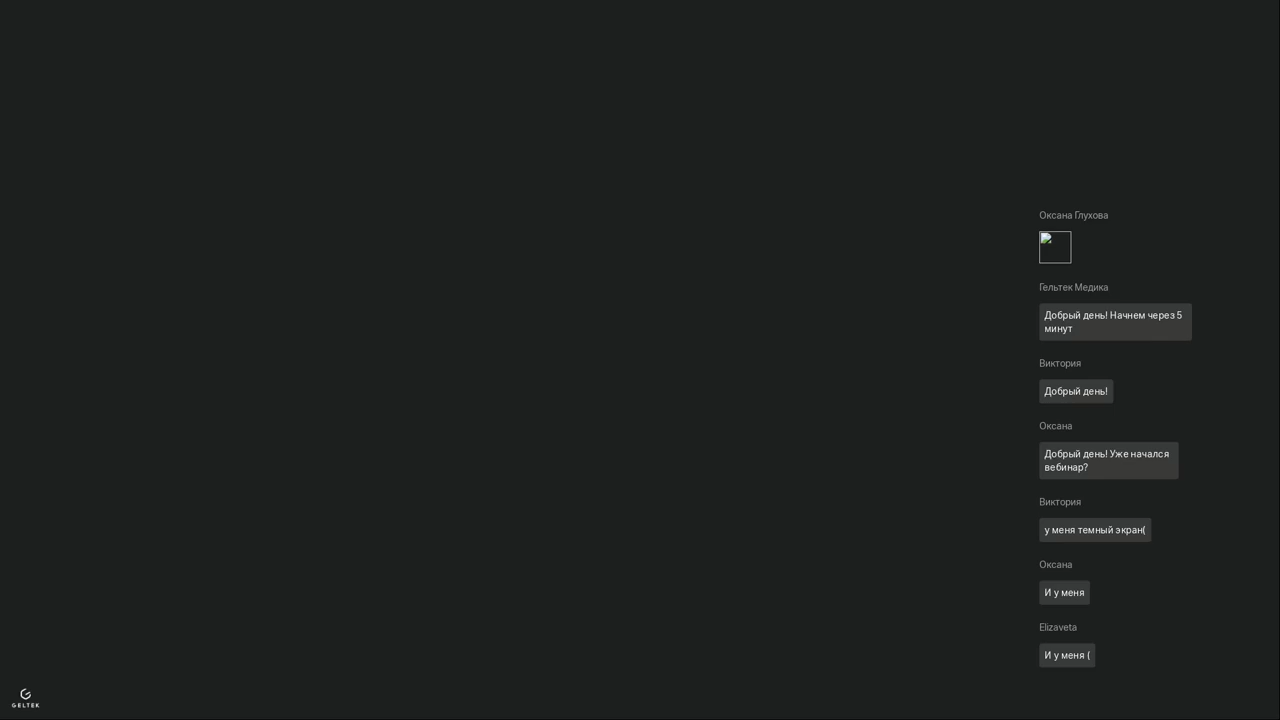 Оксана Глухова
Гельтек Медика
Добрый день! Начнем через 5
минут
Виктория
Добрый день!
Оксана
Добрый день! Уже начался
вебинар?
Виктория
у меня темный экран(
Оксана
И у меня
Elizaveta
И у меня (
GELTEK